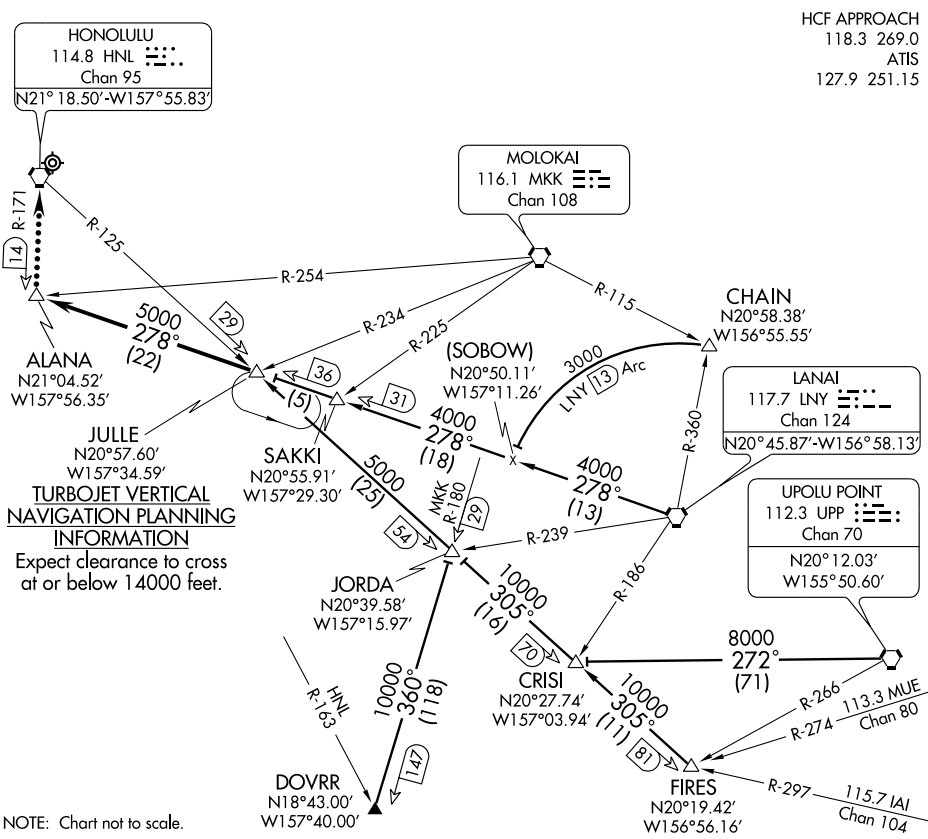 HCF APPROACH
118.3 269.0
ATIS
127.9 251.15
HONOLULU
114.8 HNL
Chan 95
N21° 18.50'-W157°55.83'
MOLOKAI
116.1 MKK
Chan 108
R-171
14
R-125
R-254
R-234
R-225
R-115
CHAIN
N20°58.38'
W156°55.55'
5000
278°
(22)
29
ALANA
N21°04.52'
W157°56.35'
36
(5)
31
(SOBOW)
N20°50.11'
W157°11.26'
3000
LNY 13 Arc
LANAI
117.7 LNY
Chan 124
N20°45.87'-W156°58.13'
R-360
JULLE
N20°57.60'
W157°34.59'
SAKKI
N20°55.91'
W157°29.30'
4000
278°
(18)
4000
278°
(13)
5000
(25)
MKK
R-180
29
54
R-239
R-186
TURBOJET VERTICAL
NAVIGATION PLANNING
INFORMATION
Expect clearance to cross
at or below 14000 feet.
UPOLU POINT
112.3 UPP
Chan 70
N20°12.03'
W155°50.60'
JORDA
N20°39.58'
W157°15.97'
10000
305°
(16)
70
CRISI
N20°27.74'
W157°03.94'
8000
272°
(71)
HNL
R-163
10000
360°
(118)
147
10000
305°
(11)
81
R-266
R-274 113.3 MUE
Chan 80
R-297 115.7 IAI
Chan 104
DOVRR
N18°43.00'
W157°40.00'
FIRES
N20°19.42'
W156°56.16'
NOTE: Chart not to scale.